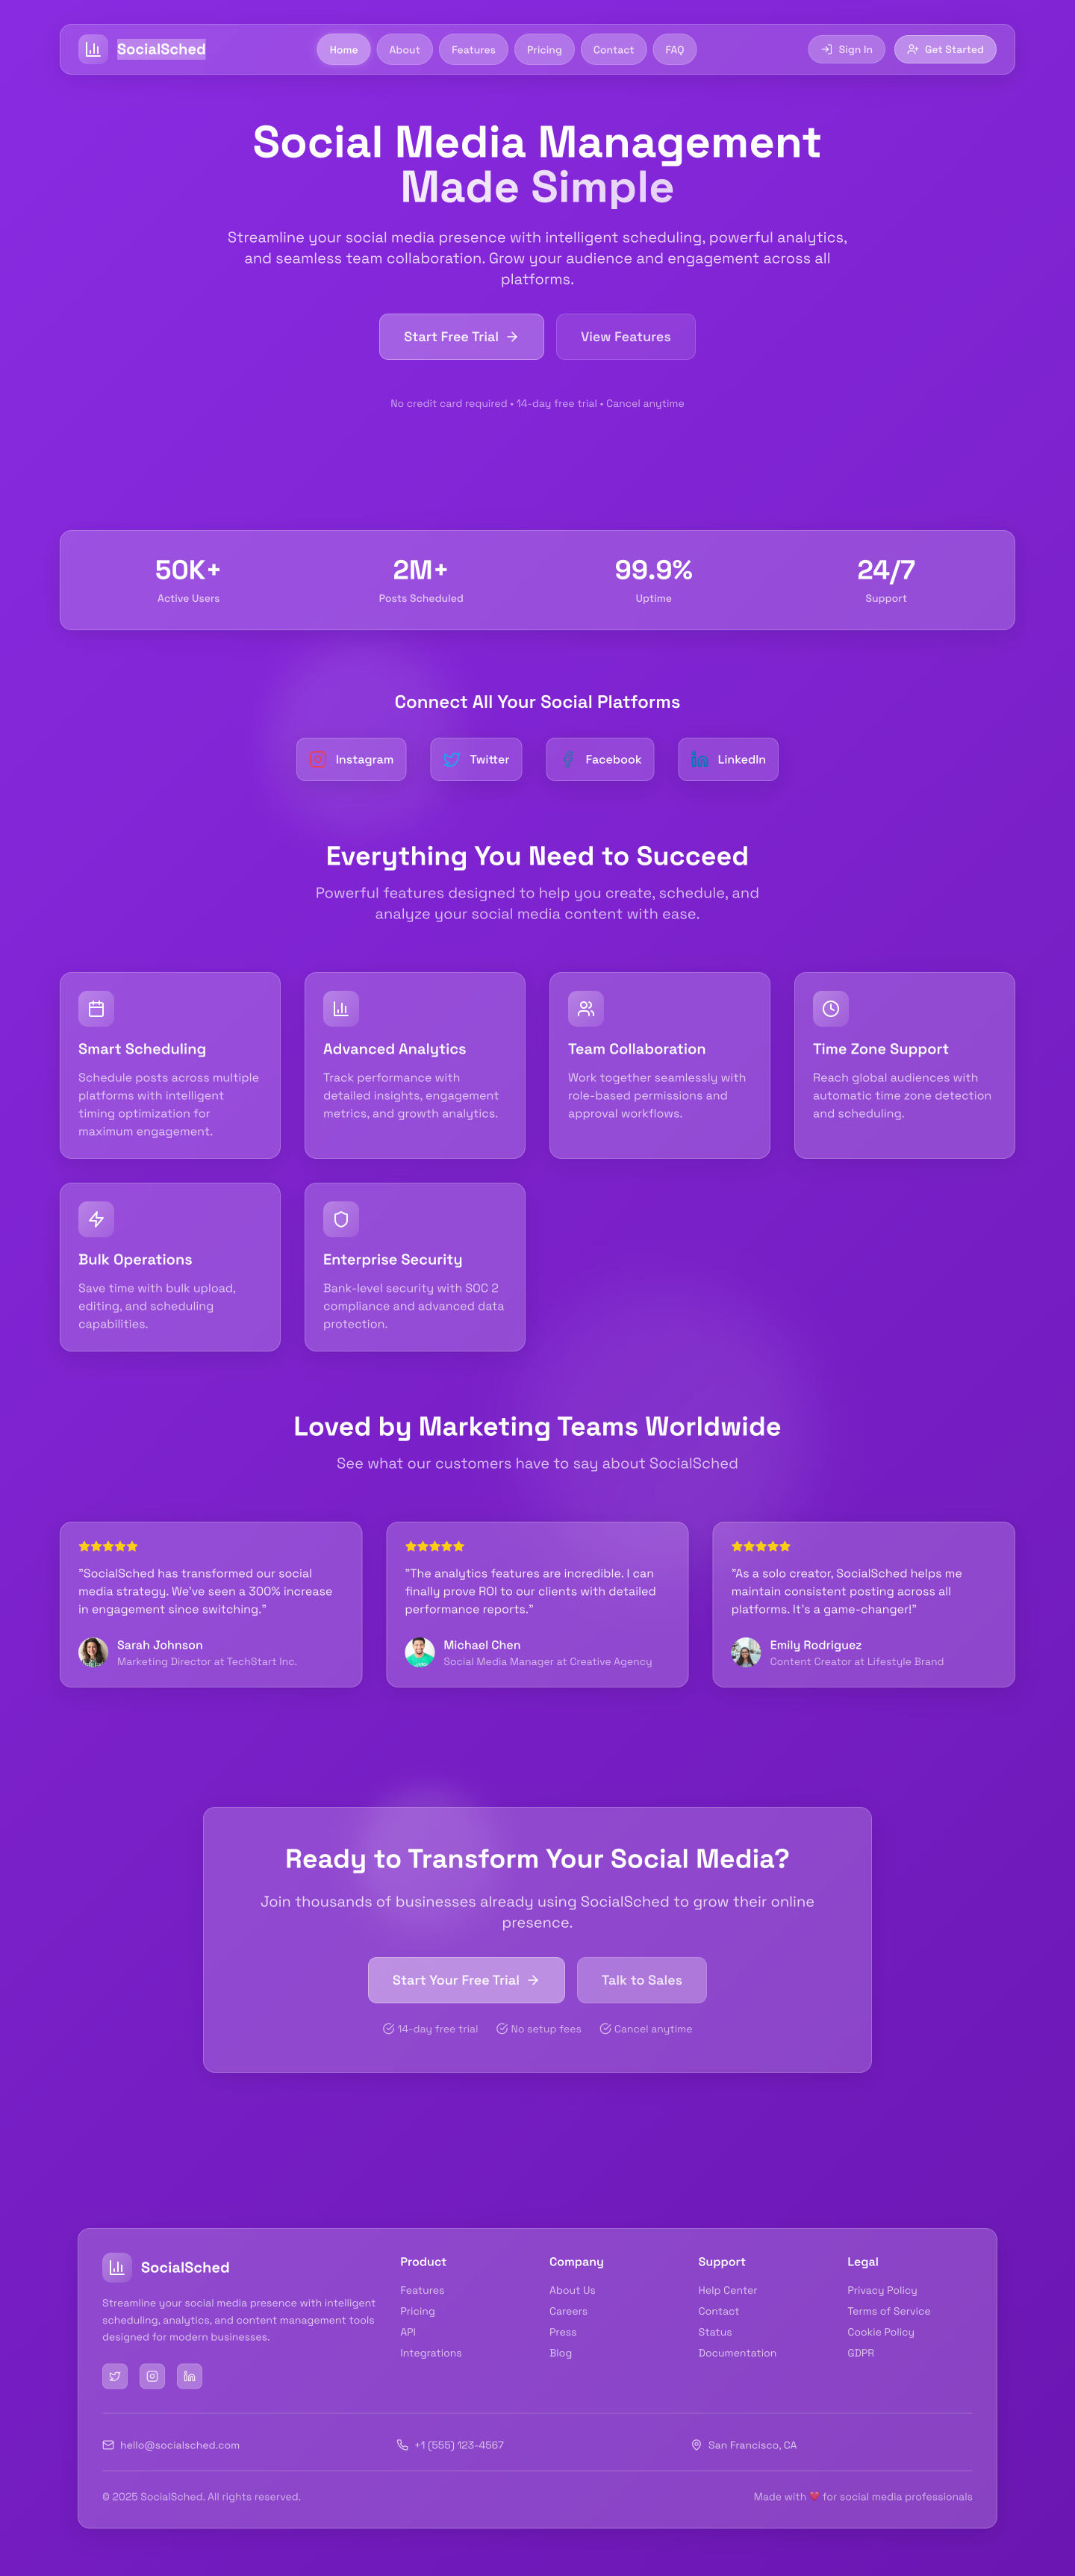 SocialSched
Home
About
Features
Pricing
Contact
FAQ
Sign In
Get Started
Social Media Management
Made Simple
Streamline your social media presence with intelligent scheduling, powerful analytics,
and seamless team collaboration. Grow your audience and engagement across all
platforms.
Start Free Trial
View Features
No credit card required • 14-day free trial • Cancel anytime
50K+
Active Users
2M+
Posts Scheduled
99.9%
Uptime
24/7
Support
Connect All Your Social Platforms
Instagram
Twitter
Facebook
LinkedIn
Everything You Need to Succeed
Powerful features designed to help you create, schedule, and
analyze your social media content with ease.
Smart Scheduling
Schedule posts across multiple
platforms with intelligent
timing optimization for
maximum engagement.
Advanced Analytics
Track performance with
detailed insights, engagement
metrics, and growth analytics.
Team Collaboration
Work together seamlessly with
role-based permissions and
approval workflows.
Time Zone Support
Reach global audiences with
automatic time zone detection
and scheduling.
Bulk Operations
Save time with bulk upload,
editing, and scheduling
capabilities.
Enterprise Security
Bank-level security with SOC 2
compliance and advanced data
protection.
Loved by Marketing Teams Worldwide
See what our customers have to say about SocialSched
"SocialSched has transformed our social
media strategy. We've seen a 300% increase
in engagement since switching."
Sarah Johnson
Marketing Director at TechStart Inc.
"The analytics features are incredible. I can
finally prove ROI to our clients with detailed
performance reports."
Michael Chen
Social Media Manager at Creative Agency
"As a solo creator, SocialSched helps me
maintain consistent posting across all
platforms. It's a game-changer!"
Emily Rodriguez
Content Creator at Lifestyle Brand
Ready to Transform Your Social Media?
Join thousands of businesses already using SocialSched to grow their online
presence.
Start Your Free Trial
Talk to Sales
14-day free trial
No setup fees
Cancel anytime
SocialSched
Streamline your social media presence with intelligent
scheduling, analytics, and content management tools
designed for modern businesses.
Product
Features
Pricing
API
Integrations
Company
About Us
Careers
Press
Blog
Support
Help Center
Contact
Status
Documentation
Legal
Privacy Policy
Terms of Service
Cookie Policy
GDPR
hello@socialsched.com
+1 (555) 123-4567
San Francisco, CA
© 2025 SocialSched. All rights reserved.
Made with ❤️ for social media professionals